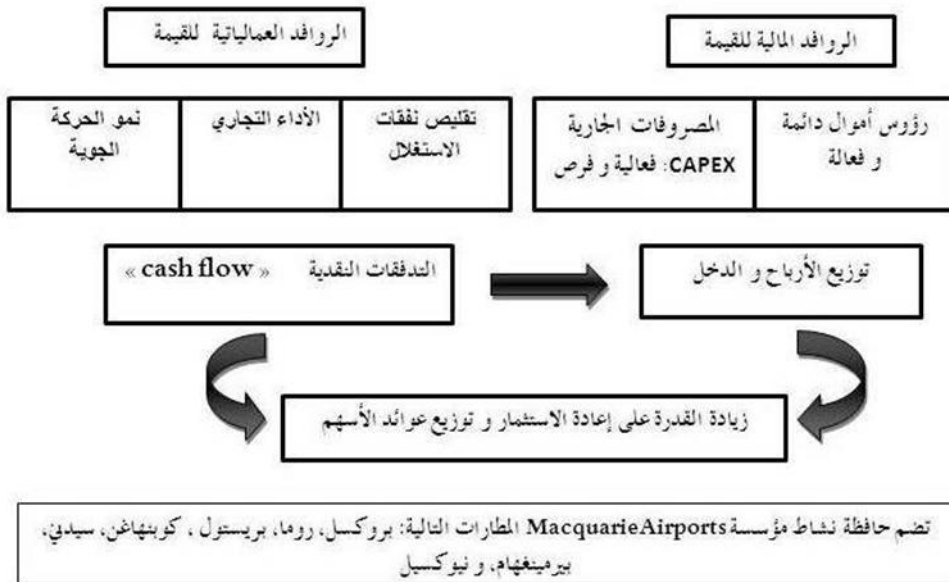 الروافد المالية للقيمة
الروافد العملياتية للقيمة
رؤوس أموال دائمة
و فعالة
المصروفات الجارية
CAPEX: فعالية و فرص
تقليص نفقات
الاستغلال
الأداء التجاري
نمو الحركة
الجوية
توزيع الأرباح و الدخل
التدفقات النقدية « cash flow »
زيادة القدرة على إعادة الاستثمار و توزيع عوائد الأسهم
تضم حافظة نشاط مؤسسة MacquarieAirports المطارات التالية: بروكسل، روما، بريستول ، كوبنهاغن، سيدني،
بيرمينغهام، و نيوكسيل